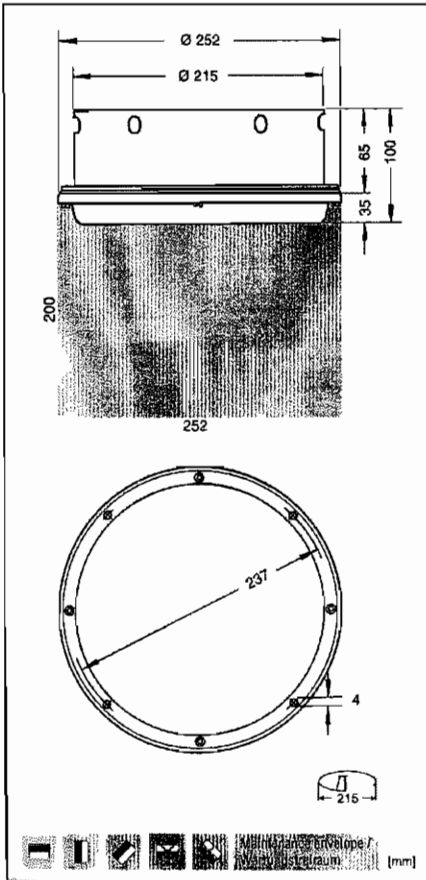 Ø 252
Ø 215
65
100
35
200
252
237
4
215
Maintenance envelope /
Wartungsfreiraum [mm]